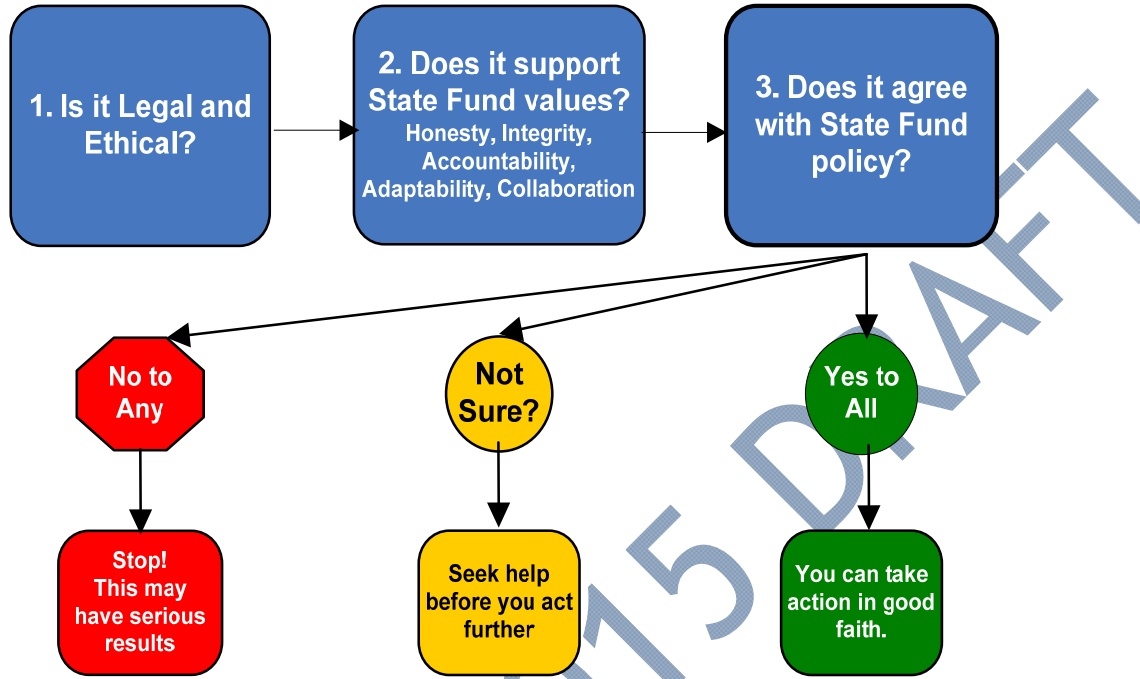 1. Is it Legal and
Ethical?
2. Does it support
State Fund values?
Honesty, Integrity,
Accountability,
Adaptability, Collaboration
3. Does it agree
with State Fund
policy?
No to
Any
Not
Sure?
Yes to
All
Stop!
This may
have serious
results
Seek help
before you act
further
You can take
action in good
faith.
15 DRAFT